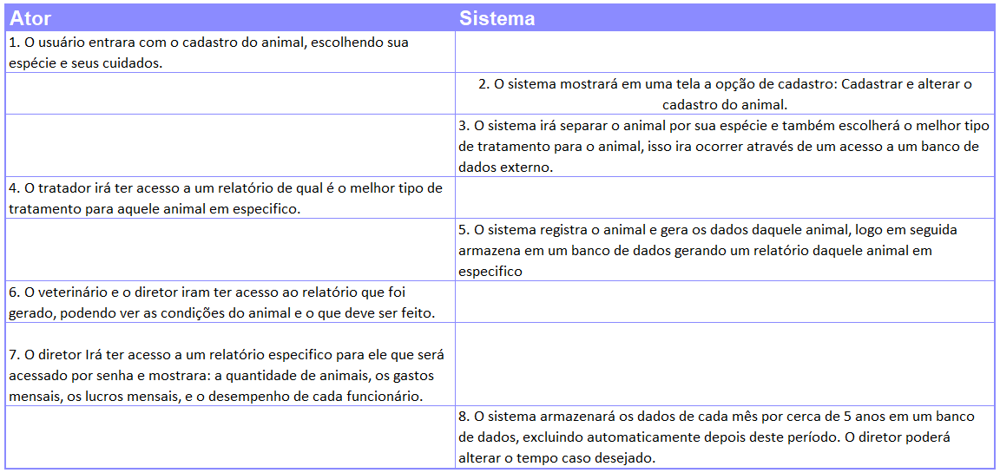 Ator
Sistema
1. O usuário entrara com o cadastro do animal, escolhendo sua
espécie e seus cuidados.
2. O sistema mostrará em uma tela a opção de cadastro: Cadastrar e alterar o
cadastro do animal.
3. O sistema irá separar o animal por sua espécie e também escolherá o melhor tipo
de tratamento para o animal, isso ira ocorrer através de um acesso a um banco de
dados externo.
4. O tratador irá ter acesso a um relatório de qual é o melhor tipo de
tratamento para aquele animal em especifico.
5. O sistema registra o animal e gera os dados daquele animal, logo em seguida
armazena em um banco de dados gerando um relatório daquele animal em
especifico
6. O veterinário e o diretor iram ter acesso ao relatório que foi
gerado, podendo ver as condições do animal e o que deve ser feito.
7. O diretor Irá ter acesso a um relatório especifico para ele que será
acessado por senha e mostrara: a quantidade de animais, os gastos
mensais, os lucros mensais, e o desempenho de cada funcionário.
8. O sistema armazenará os dados de cada mês por cerca de 5 anos em um banco
de dados, excluindo automaticamente depois deste período. O diretor poderá
alterar o tempo caso desejado.